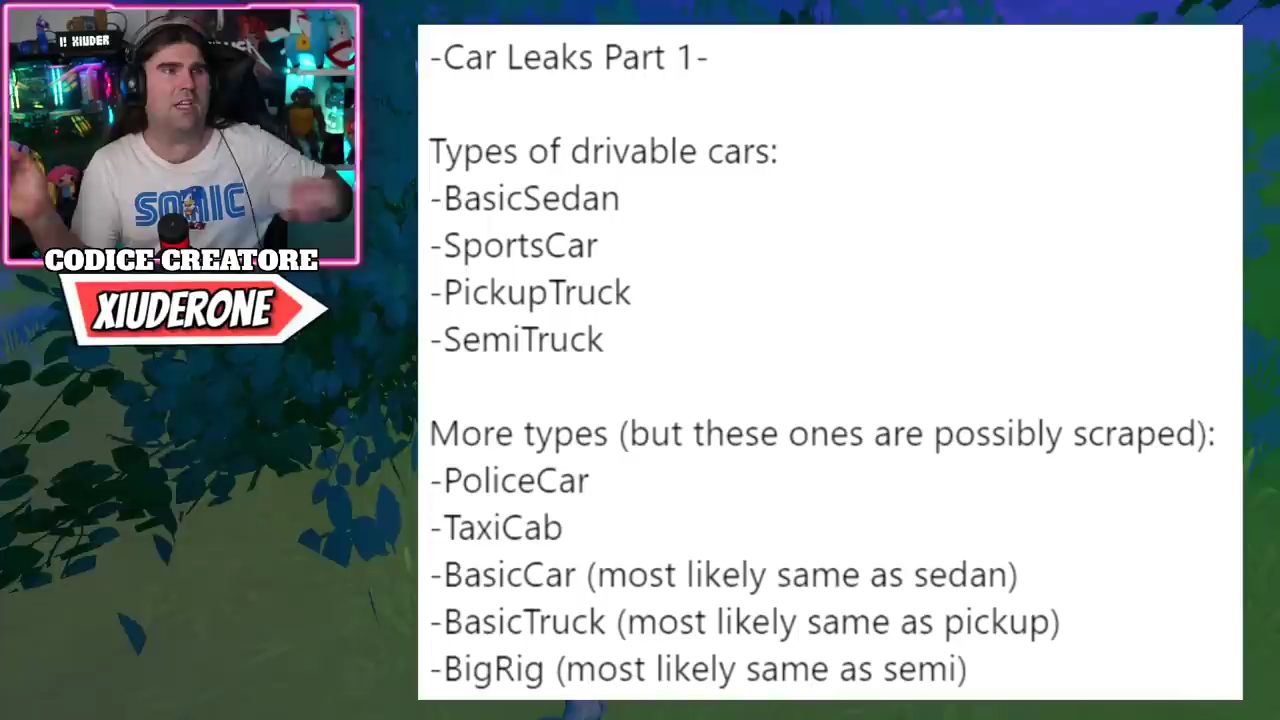 I! XIUDER
SONIC
CODICE CREATORE
XIUDERONE
-Car Leaks Part 1-
Types of drivable cars:
-BasicSedan
-SportsCar
-PickupTruck
-SemiTruck
More types (but these ones are possibly scraped):
-PoliceCar
-TaxiCab
-BasicCar (most likely same as sedan)
-BasicTruck (most likely same as pickup)
-BigRig (most likely same as semi)